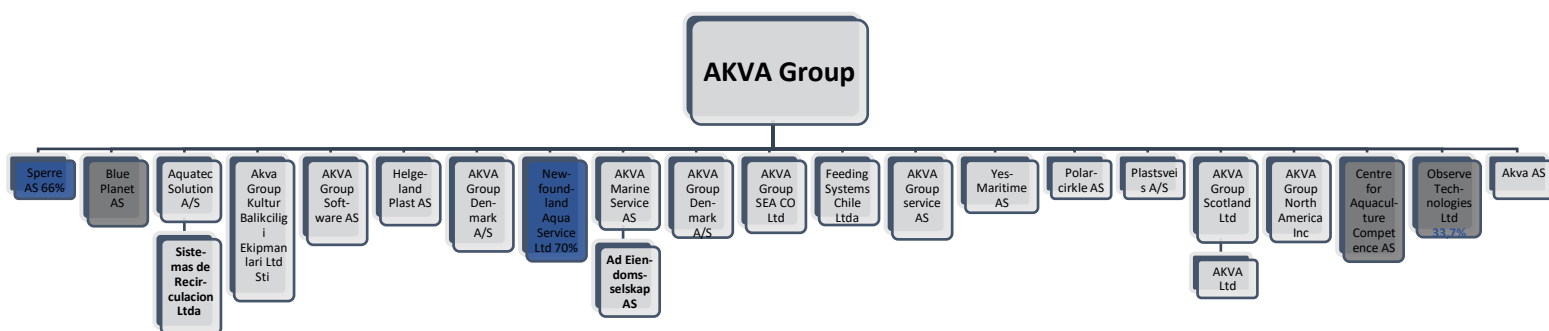 AKVA Group
Sperre
AS 66%
Blue
Planet
AS
Aquatec
Solution
A/S
Akva
Group
Kultur
Balikcilig
i
Ekipman
lari Ltd
Sti
AKVA
Group
Soft-
ware AS
Helge-
land
Plast AS
AKVA
Group
Den-
mark
A/S
New-
found-
land
Aqua
Service
Ltd 70%
AKVA
Marine
Service
AS
AKVA
Group
Den-
mark
A/S
AKVA
Group
SEA CO
Ltd
Feeding
Systems
Chile
Ltda
AKVA
Group
service
AS
Yes-
Maritime
AS
Polar-
cirkle AS
Plastsvei
s A/S
AKVA
Group
Scotland
Ltd
AKVA
Group
North
America
Inc
Centre
for
Aquacult
ure
Compet
ence AS
Observe
Tech-
nologies
Ltd
33,7%
Akva AS
Siste-
mas de
Recir-
culacion
Ltda
Ad Eien-
doms-
selskap
AS
AKVA
Ltd